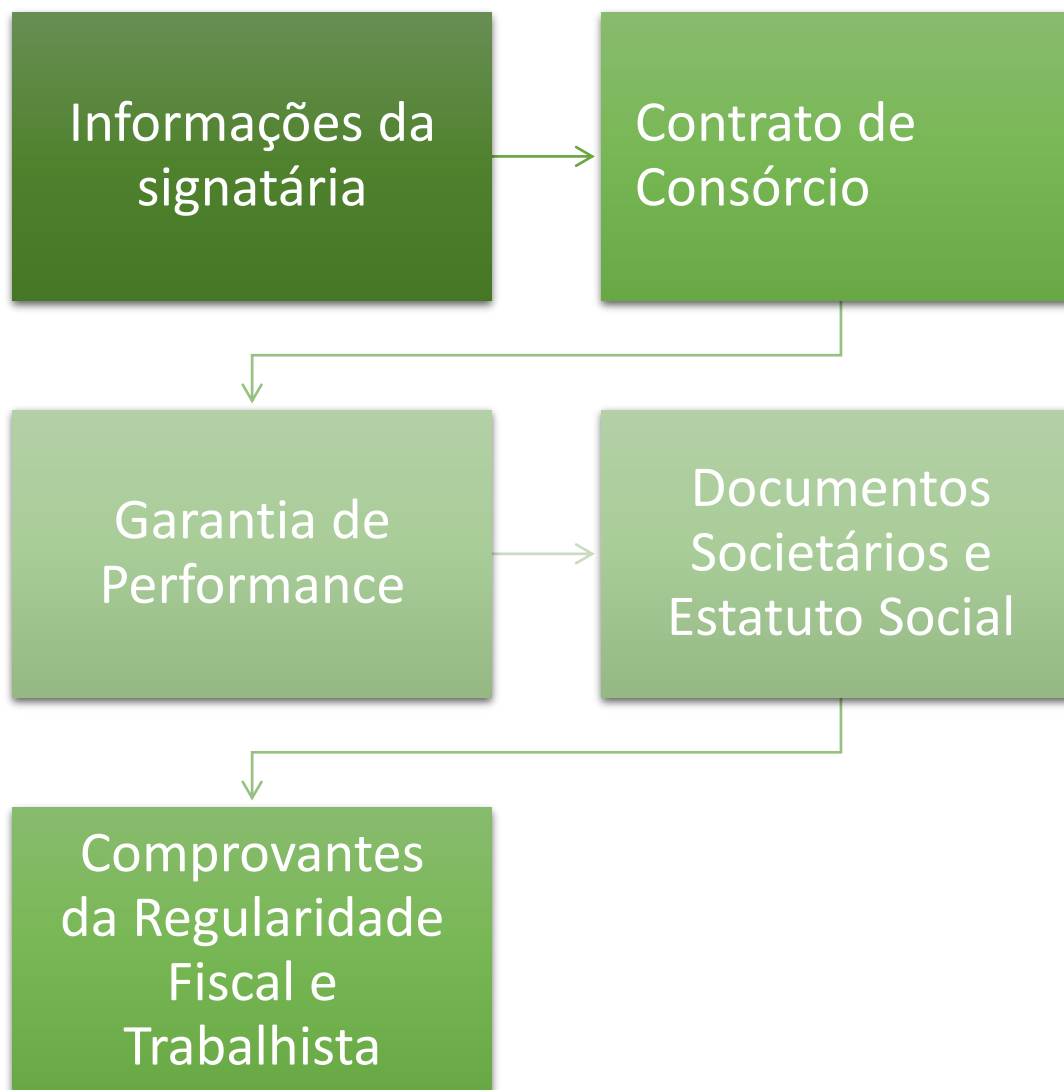 Informações da
signatária
Contrato de
Consórcio
Garantia de
Performance
Documentos
Societários e
Estatuto Social
Comprovantes
da Regularidade
Fiscal e
Trabalhista